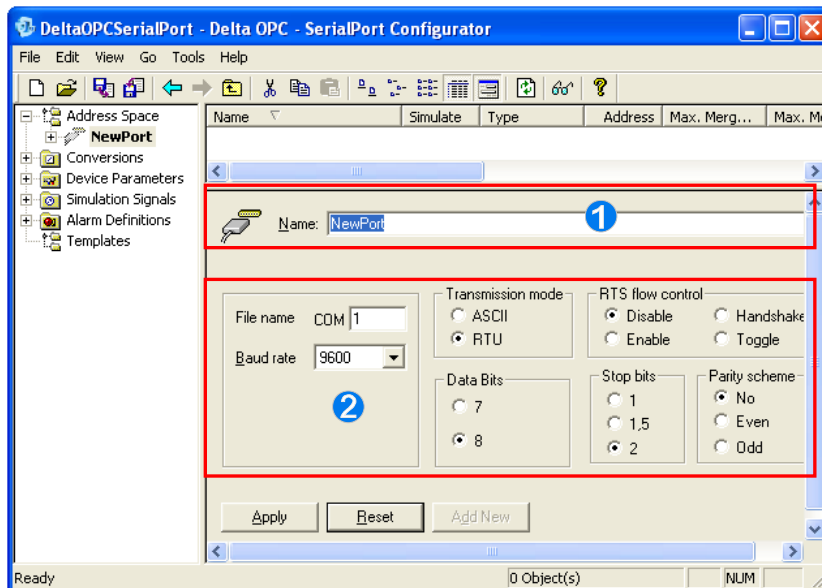 DeltaOPCSerialPort - Delta OPC - SerialPort Configurator
File Edit View Go Tools Help
Address Space
NewPort
Conversions
Device Parameters
Simulation Signals
Alarm Definitions
Templates
Name Simulate Type Address Max. Merg... Max. M
Name: NewPort 1
File name COM 1
Baud rate 9600
2
Transmission mode
ASCII
RTU
RTS flow control
Disable Handshake
Enable Toggle
Data Bits
7
8
Stop bits
1
1,5
2
Parity scheme
No
Even
Odd
Apply Reset Add New
Ready 0 Object(s) NUM